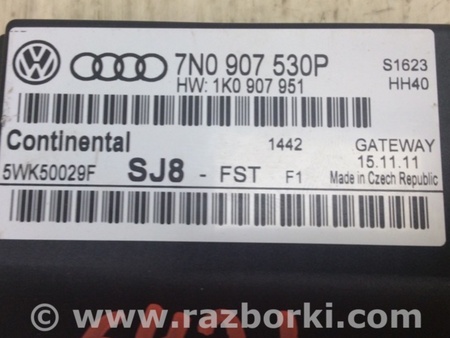 7N0 907 530P
S1623
HW: 1K0 907 951
HH40
Continental
1442
GATEWAY
5WK50029F
SJ8 - FST F1
15.11.11
Made in Czech Republic
© www.razborki.com